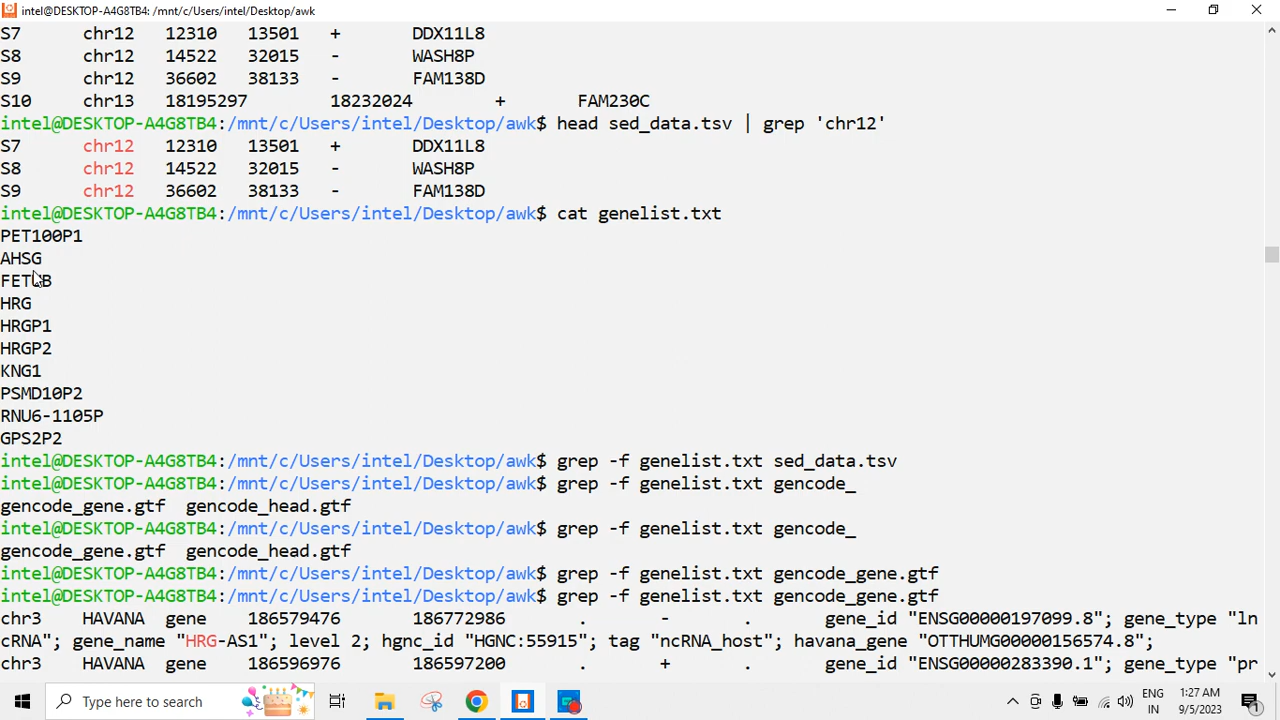 intel@DESKTOP-A4G8TB4: /mnt/c/Users/intel/Desktop/awk
S7 chr12 12310 13501 + DDX11L8
S8 chr12 14522 32015 - WASH8P
S9 chr12 36602 38133 - FAM138D
S10 chr13 18195297 18232024 + FAM230C
intel@DESKTOP-A4G8TB4:/mnt/c/Users/intel/Desktop/awk$ head sed_data.tsv | grep 'chr12'
S7 chr12 12310 13501 + DDX11L8
S8 chr12 14522 32015 - WASH8P
S9 chr12 36602 38133 - FAM138D
intel@DESKTOP-A4G8TB4:/mnt/c/Users/intel/Desktop/awk$ cat genelist.txt
PET100P1
AHSG
HRG
HRGP1
HRGP2
KNG1
PSMD10P2
RNU6-1105P
GPS2P2
intel@DESKTOP-A4G8TB4:/mnt/c/Users/intel/Desktop/awk$ grep -f genelist.txt sed_data.tsv
intel@DESKTOP-A4G8TB4:/mnt/c/Users/intel/Desktop/awk$ grep -f genelist.txt gencode_
gencode_gene.gtf gencode_head.gtf
intel@DESKTOP-A4G8TB4:/mnt/c/Users/intel/Desktop/awk$ grep -f genelist.txt gencode_
gencode_gene.gtf gencode_head.gtf
intel@DESKTOP-A4G8TB4:/mnt/c/Users/intel/Desktop/awk$ grep -f genelist.txt gencode_gene.gtf
intel@DESKTOP-A4G8TB4:/mnt/c/Users/intel/Desktop/awk$ grep -f genelist.txt gencode_gene.gtf
chr3 HAVANA gene 186579476 186772986 . - . gene_id "ENSG00000197099.8"; gene_type "ln
cRNA"; gene_name "HRG-AS1"; level 2; hgnc_id "HGNC:55915"; tag "ncRNA_host"; havana_gene "OTTHUMG00000156574.8";
chr3 HAVANA gene 186596976 186597200 . + . gene_id "ENSG00000283390.1"; gene_type "pr
Type here to search
ENG
IN
1:27 AM
9/5/2023
1